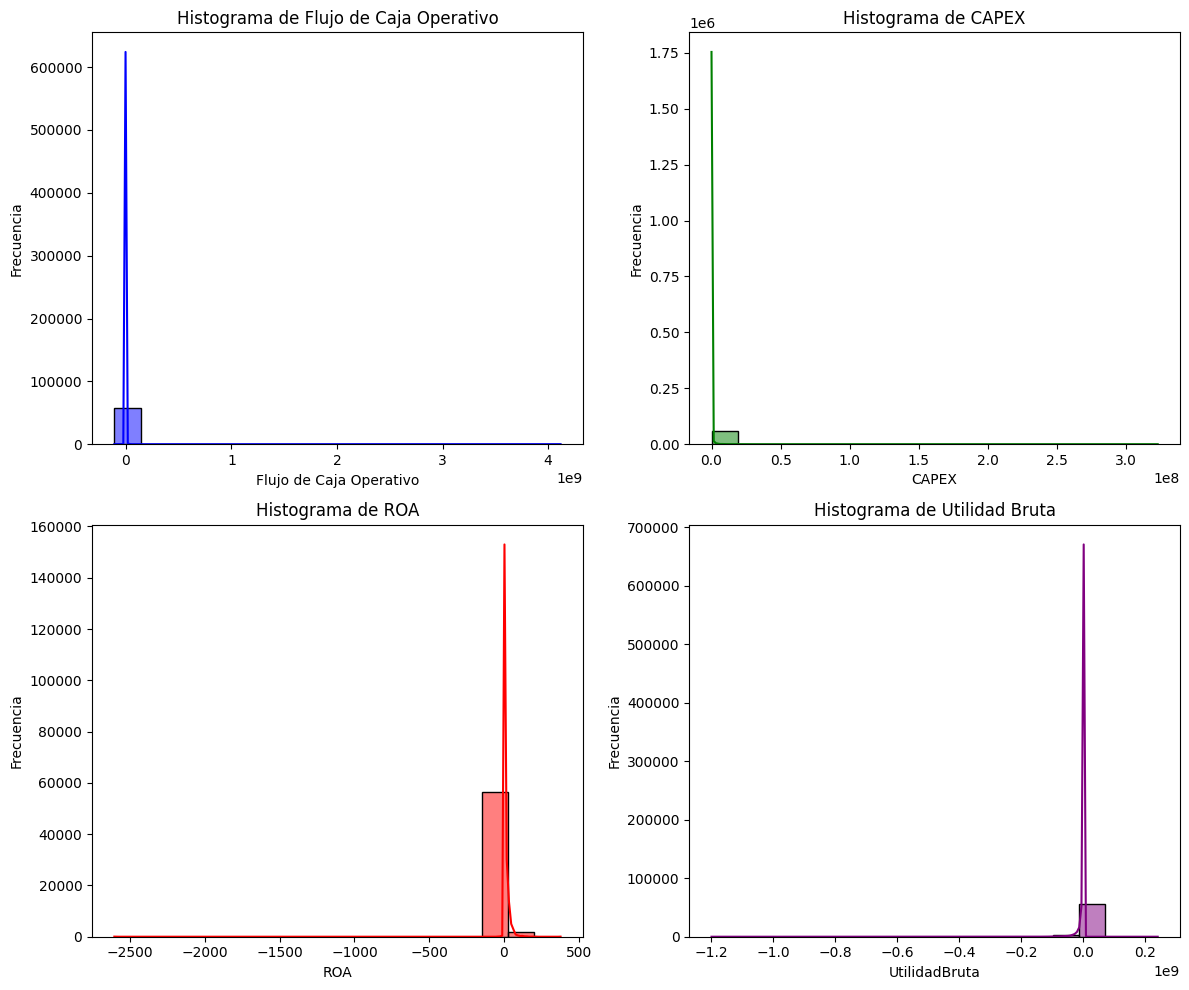 Histograma de Flujo de Caja Operativo
600000
500000
400000
300000
200000
100000
0
Frecuencia
0 1 2 3 4
1e9
Flujo de Caja Operativo
Histograma de CAPEX
1e6
1.75
1.50
1.25
1.00
0.75
0.50
0.25
0.00
Frecuencia
0.0 0.5 1.0 1.5 2.0 2.5 3.0
1e8
CAPEX
Histograma de ROA
160000
140000
120000
100000
80000
60000
40000
20000
0
Frecuencia
−2500 −2000 −1500 −1000 −500 0 500
ROA
Histograma de Utilidad Bruta
700000
600000
500000
400000
300000
200000
100000
0
Frecuencia
−1.2 −1.0 −0.8 −0.6 −0.4 −0.2 0.0 0.2
1e9
UtilidadBruta